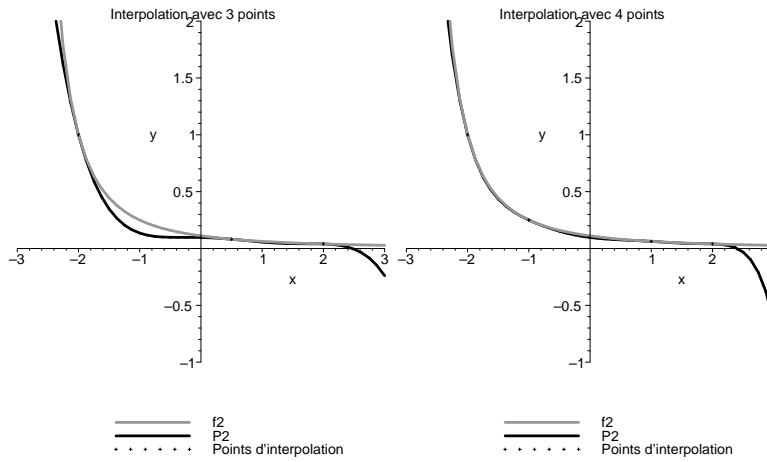 Interpolation avec 3 points
2
1.5
y
1
0.5
–3 –2 –1 0 1 2 3
x
–0.5
–1
f2
P2
Points d'interpolation
Interpolation avec 4 points
2
1.5
y
1
0.5
–3 –2 –1 0 1 2
x
–0.5
–1
f2
P2
Points d'interpolation